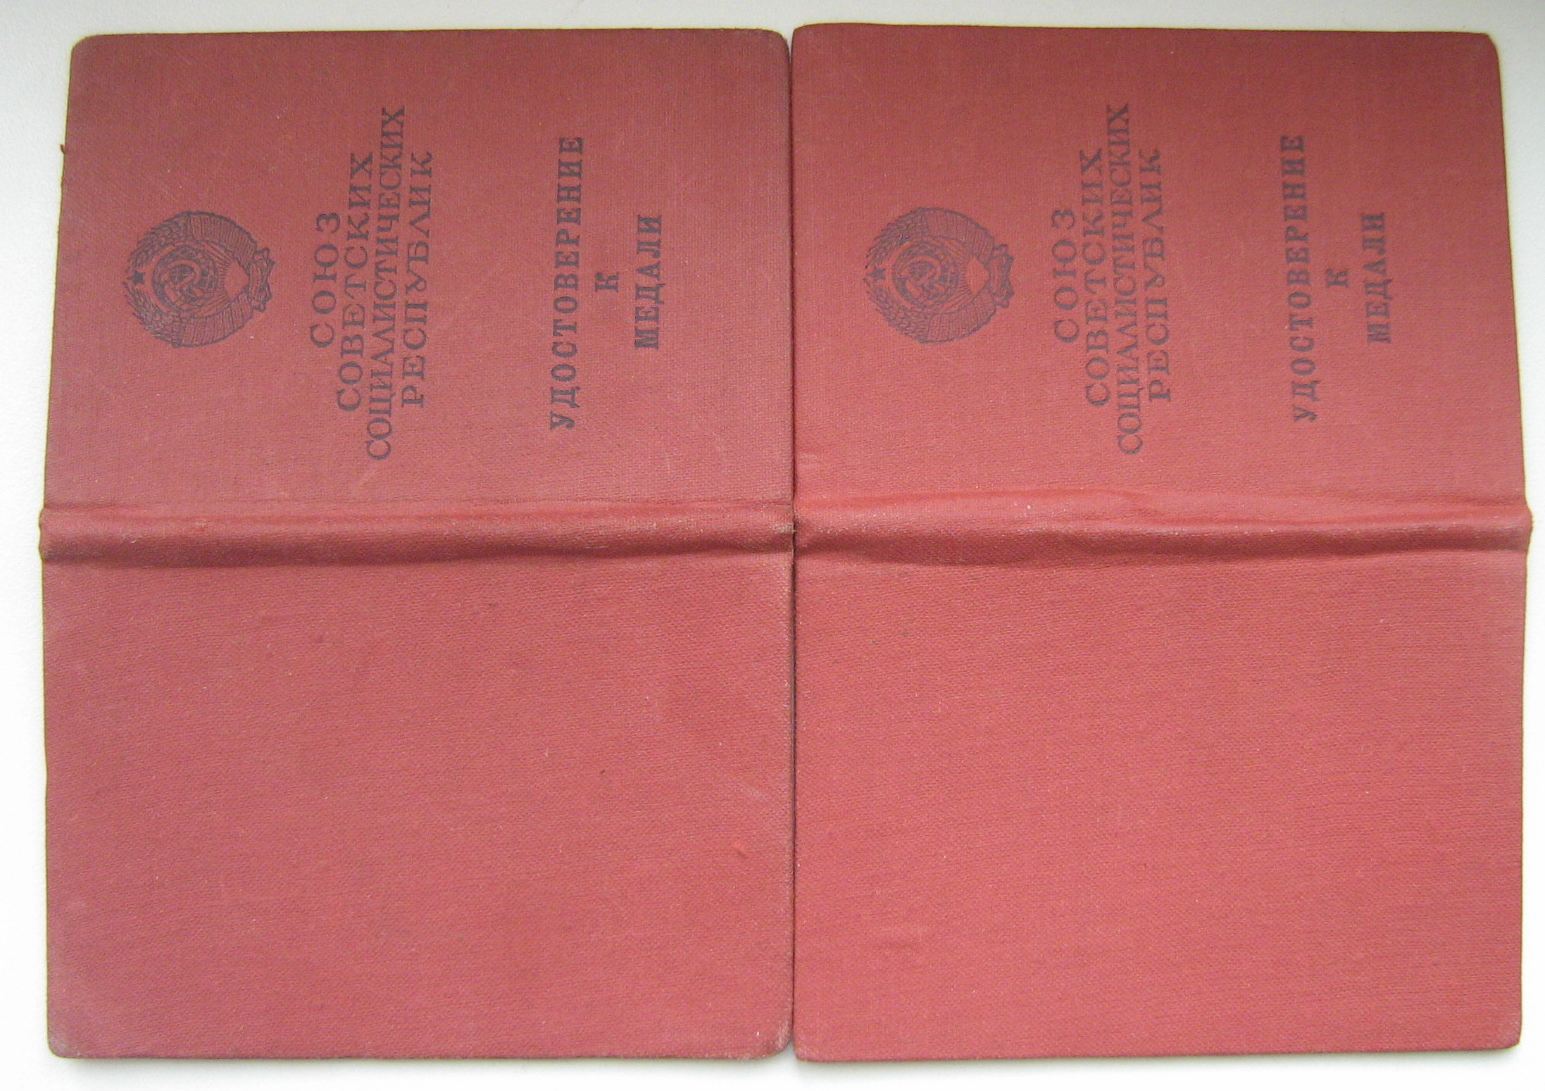 СОЮЗ
СОВЕТСКИХ
СОЦИАЛИСТИЧЕСКИХ
РЕСПУБЛИК
УДОСТОВЕРЕНИЕ
К
МЕДАЛИ
СОЮЗ
СОВЕТСКИХ
СОЦИАЛИСТИЧЕСКИХ
РЕСПУБЛИК
УДОСТОВЕРЕНИЕ
К
МЕДАЛИ